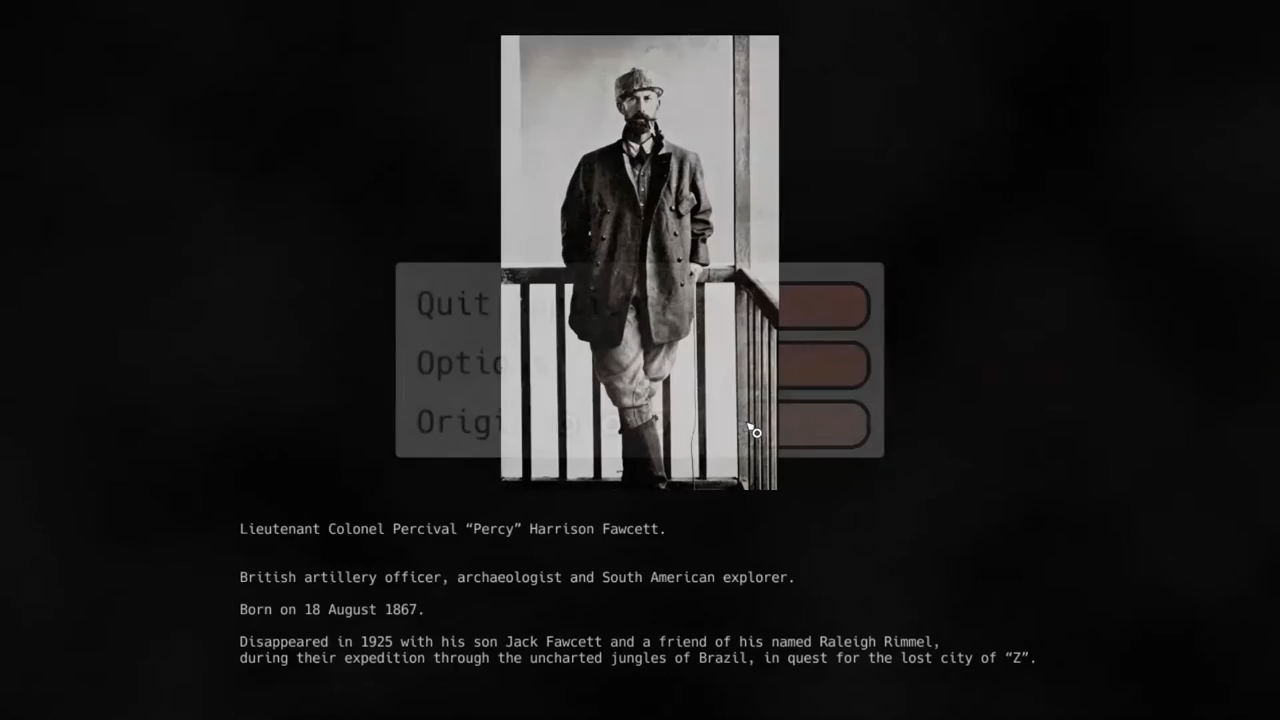 Quit
Optio
Origi
Lieutenant Colonel Percival “Percy” Harrison Fawcett.
British artillery officer, archaeologist and South American explorer.
Born on 18 August 1867.
Disappeared in 1925 with his son Jack Fawcett and a friend of his named Raleigh Rimmel,
during their expedition through the uncharted jungles of Brazil, in quest for the lost city of “Z”.